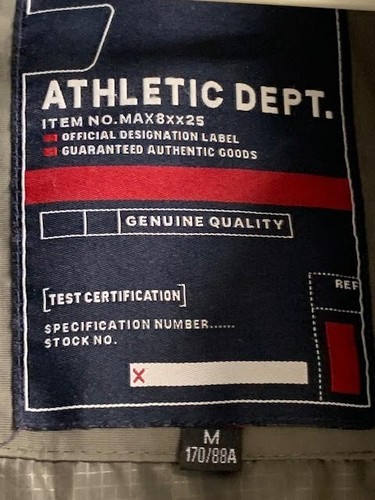 ATHLETIC DEPT.
ITEM NO.MAX8xx25
OFFICIAL DESIGNATION LABEL
GUARANTEED AUTHENTIC GOODS
GENUINE QUALITY
REF
[TEST CERTIFICATION]
SPECIFICATION NUMBER......
STOCK NO.
X
M
170/88A